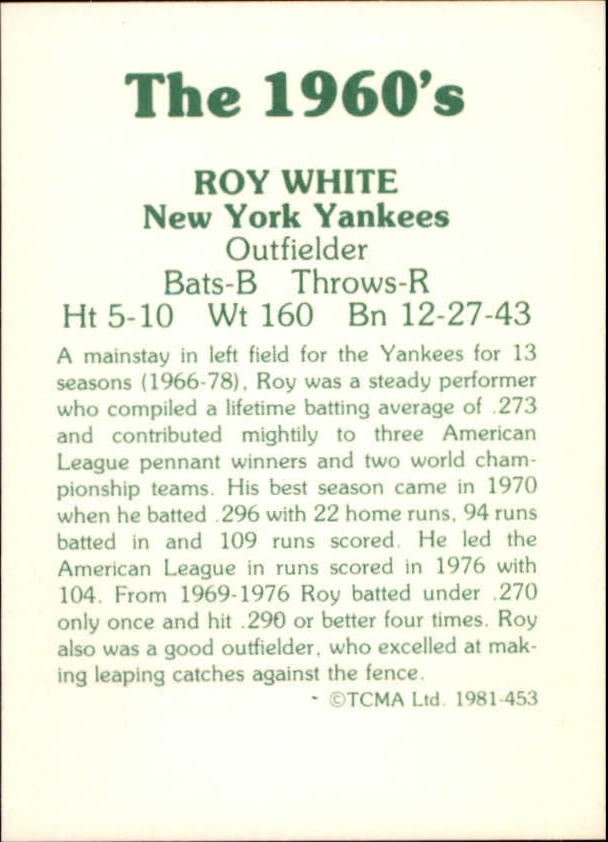 The 1960's
ROY WHITE
New York Yankees
Outfielder
Bats-B Throws-R
Ht 5-10 Wt 160 Bn 12-27-43
A mainstay in left field for the Yankees for 13
seasons (1966-78), Roy was a steady performer
who compiled a lifetime batting average of .273
and contributed mightily to three American
League pennant winners and two world cham-
pionship teams. His best season came in 1970
when he batted .296 with 22 home runs, 94 runs
batted in and 109 runs scored. He led the
American League in runs scored in 1976 with
104. From 1969-1976 Roy batted under .270
only once and hit .290 or better four times. Roy
also was a good outfielder, who excelled at mak-
ing leaping catches against the fence.
©TCMA Ltd. 1981-453